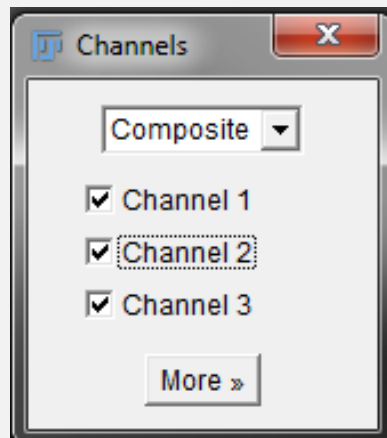 Channels
Composite
Channel 1
Channel 2
Channel 3
More »